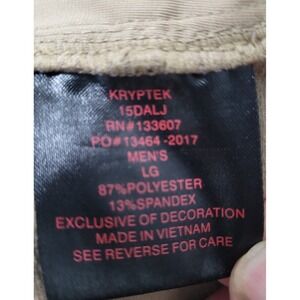 KRYPTEK
15DALJ
RN#133607
PO#13464-2017
MEN'S
LG
87%POLYESTER
13%SPANDEX
EXCLUSIVE OF DECORATION
MADE IN VIETNAM
SEE REVERSE FOR CARE